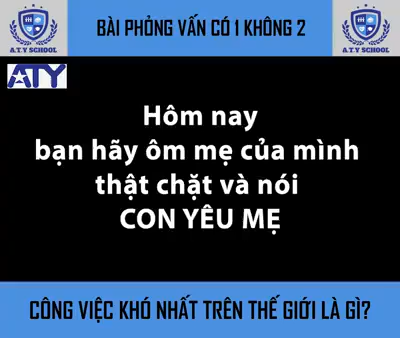 BÀI PHỎNG VẤN CÓ 1 KHÔNG 2
A.T.Y SCHOOL
A.T.Y SCHOOL
ATY
Hôm nay
bạn hãy ôm mẹ của mình
thật chặt và nói
CON YÊU MẸ
CÔNG VIỆC KHÓ NHẤT TRÊN THẾ GIỚI LÀ GÌ?